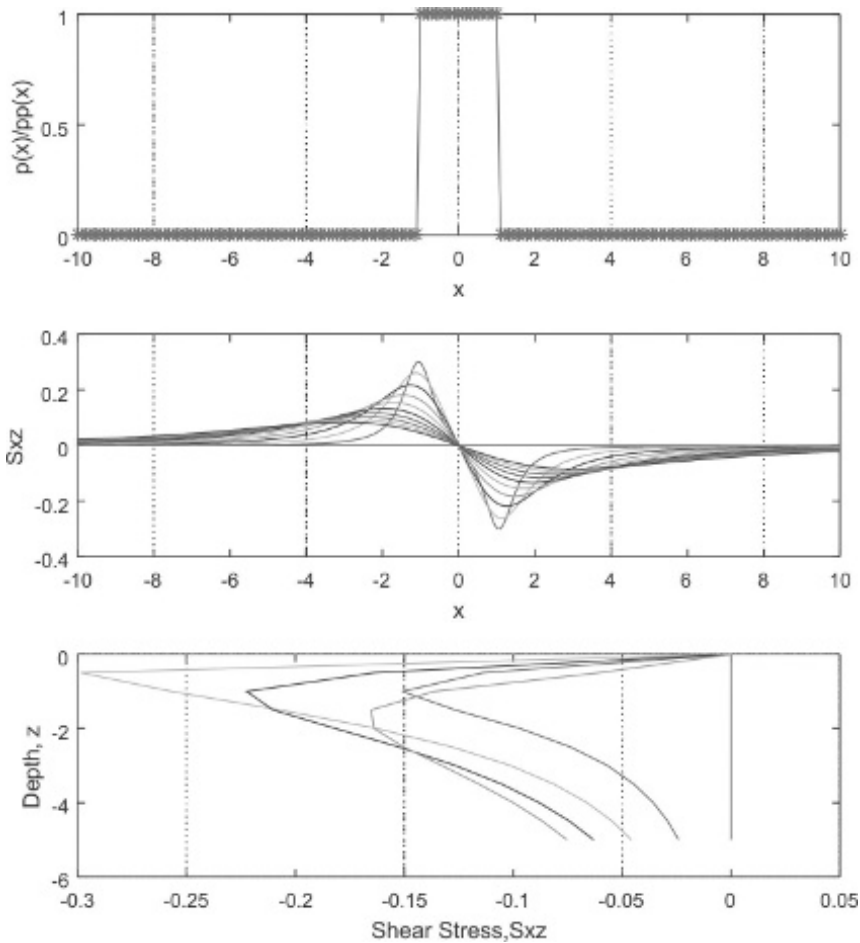 1
0.5
0
p(x)/pp(x)
-10 -8 -6 -4 -2 0 2 4 6 8 10
x
0.4
0.2
0
-0.2
-0.4
Sxz
-10 -8 -6 -4 -2 0 2 4 6 8 10
x
0
-2
-4
-6
Depth, z
-0.3 -0.25 -0.2 -0.15 -0.1 -0.05 0 0.05
Shear Stress,Sxz